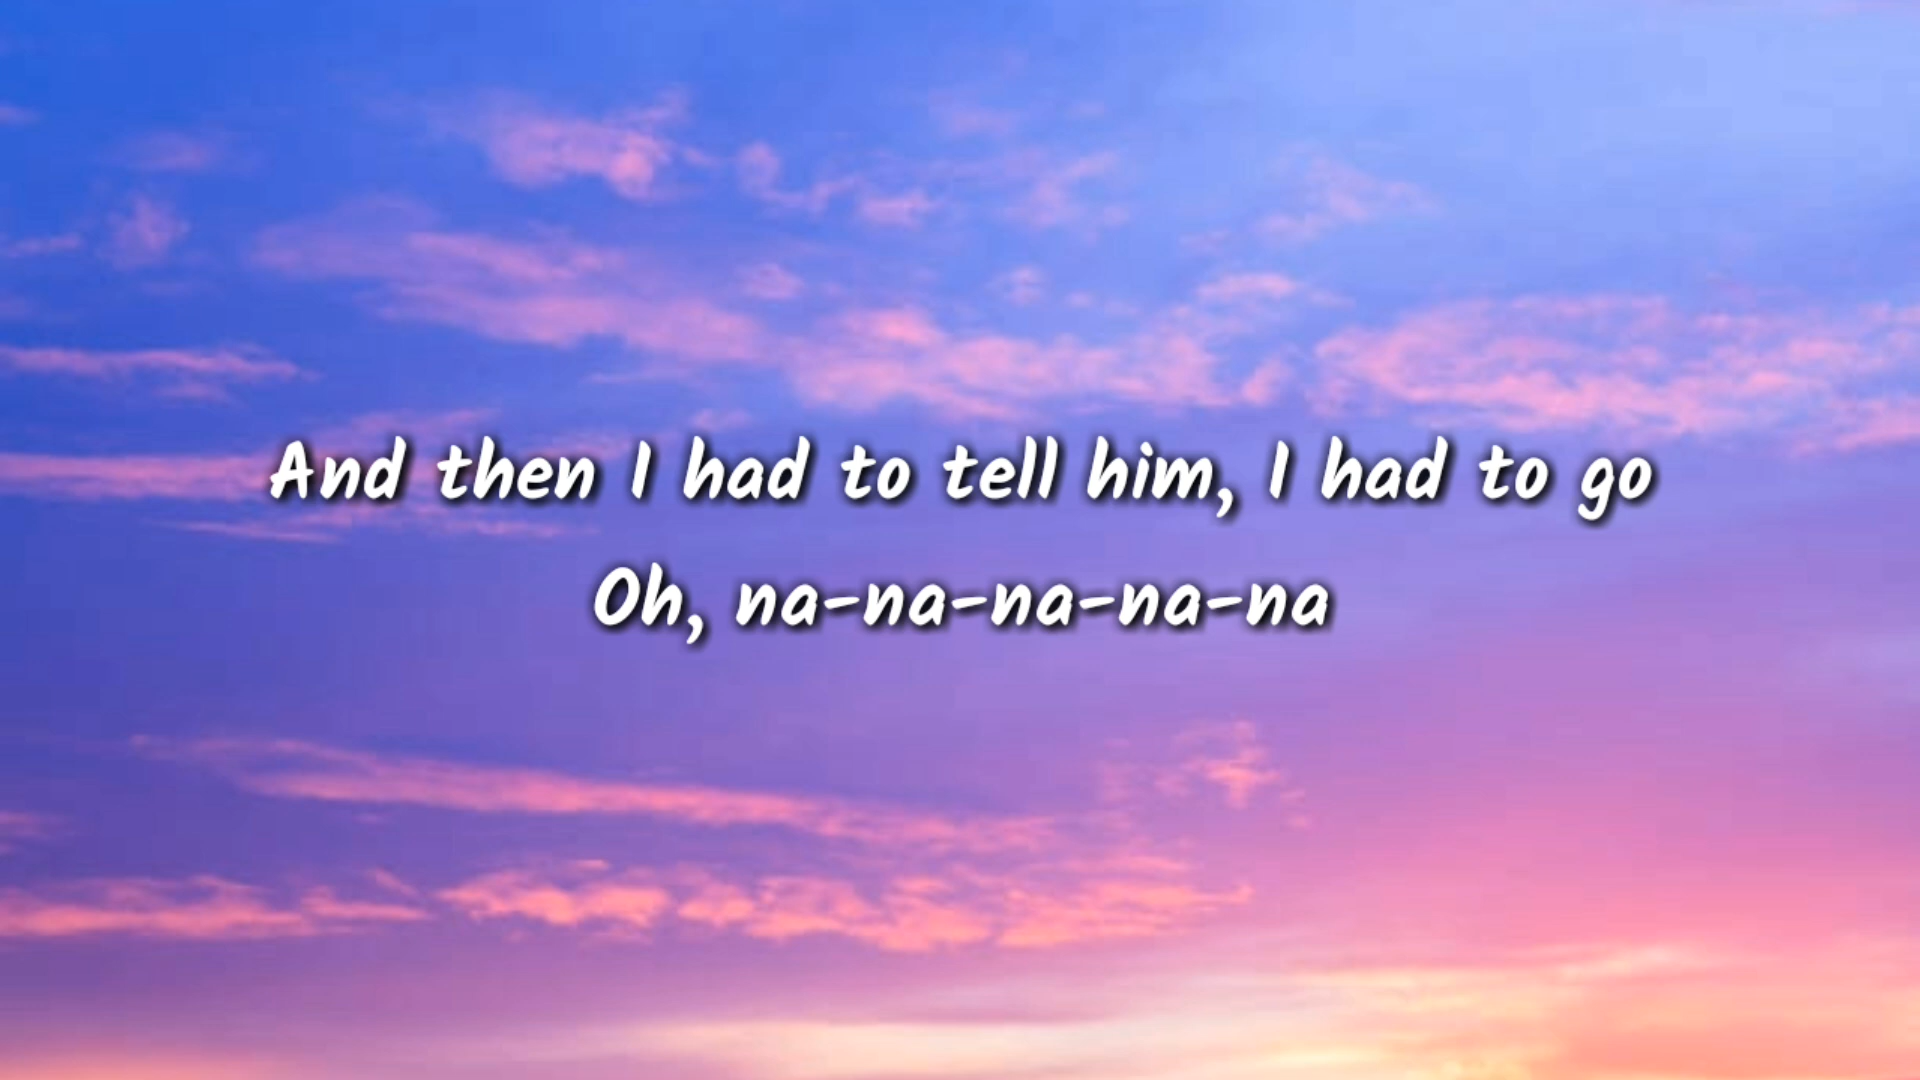 And then I had to tell him, I had to go
Oh, na-na-na-na-na